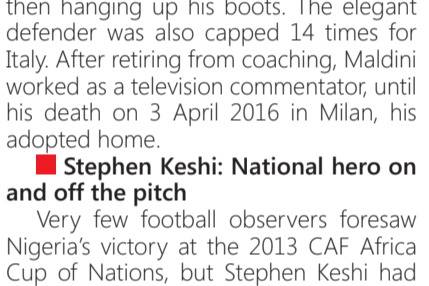 then hanging up his boots. The elegant
defender was also capped 14 times for
Italy. After retiring from coaching, Maldini
worked as a television commentator, until
his death on 3 April 2016 in Milan, his
adopted home.
Stephen Keshi: National hero on
and off the pitch
Very few football observers foresaw
Nigeria’s victory at the 2013 CAF Africa
Cup of Nations, but Stephen Keshi had